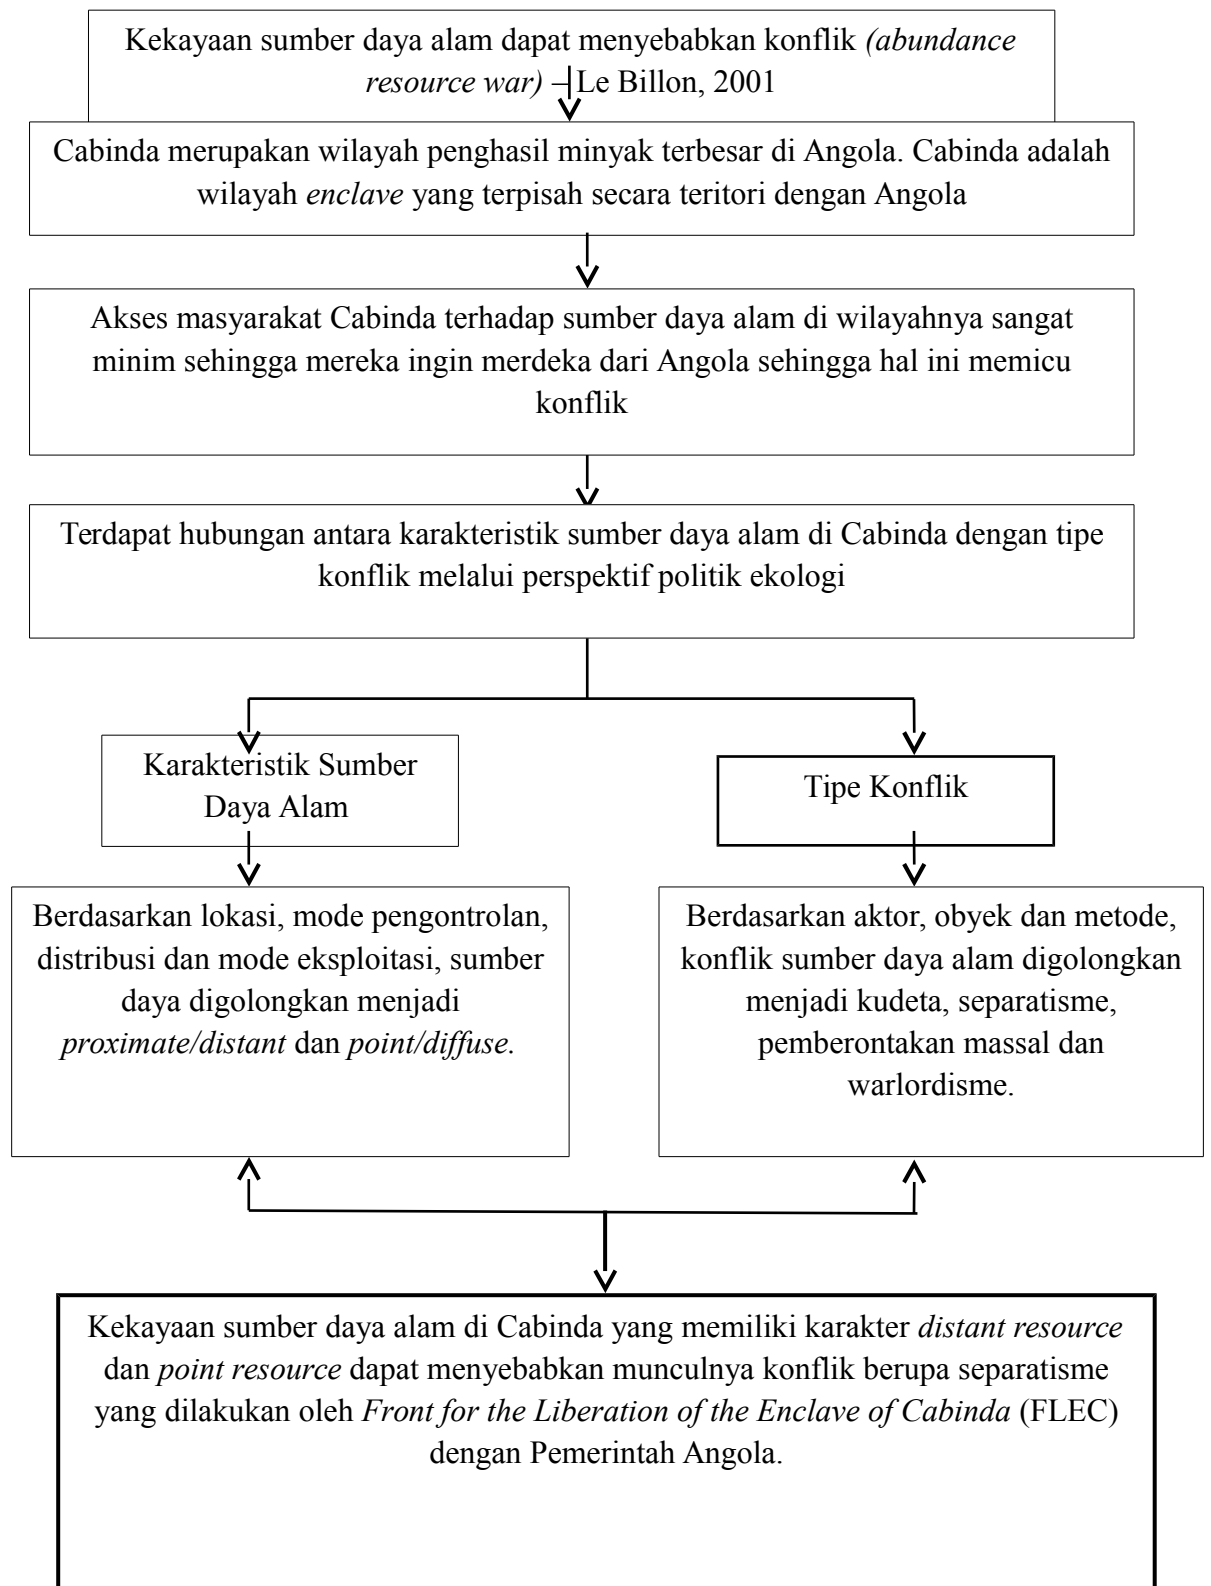 Kekayaan sumber daya alam dapat menyebabkan konflik (abundance
resource war) – Le Billon, 2001
Cabinda merupakan wilayah penghasil minyak terbesar di Angola. Cabinda adalah
wilayah enclave yang terpisah secara teritori dengan Angola
Akses masyarakat Cabinda terhadap sumber daya alam di wilayahnya sangat
minim sehingga mereka ingin merdeka dari Angola sehingga hal ini memicu
konflik
Terdapat hubungan antara karakteristik sumber daya alam di Cabinda dengan tipe
konflik melalui perspektif politik ekologi
Karakteristik Sumber
Daya Alam
Tipe Konflik
Berdasarkan lokasi, mode pengontrolan,
distribusi dan mode eksploitasi, sumber
daya digolongkan menjadi
proximate/distant dan point/diffuse.
Berdasarkan aktor, obyek dan metode,
konflik sumber daya alam digolongkan
menjadi kudeta, separatisme,
pemberontakan massal dan
warlordisme.
Kekayaan sumber daya alam di Cabinda yang memiliki karakter distant resource
dan point resource dapat menyebabkan munculnya konflik berupa separatisme
yang dilakukan oleh Front for the Liberation of the Enclave of Cabinda (FLEC)
dengan Pemerintah Angola.